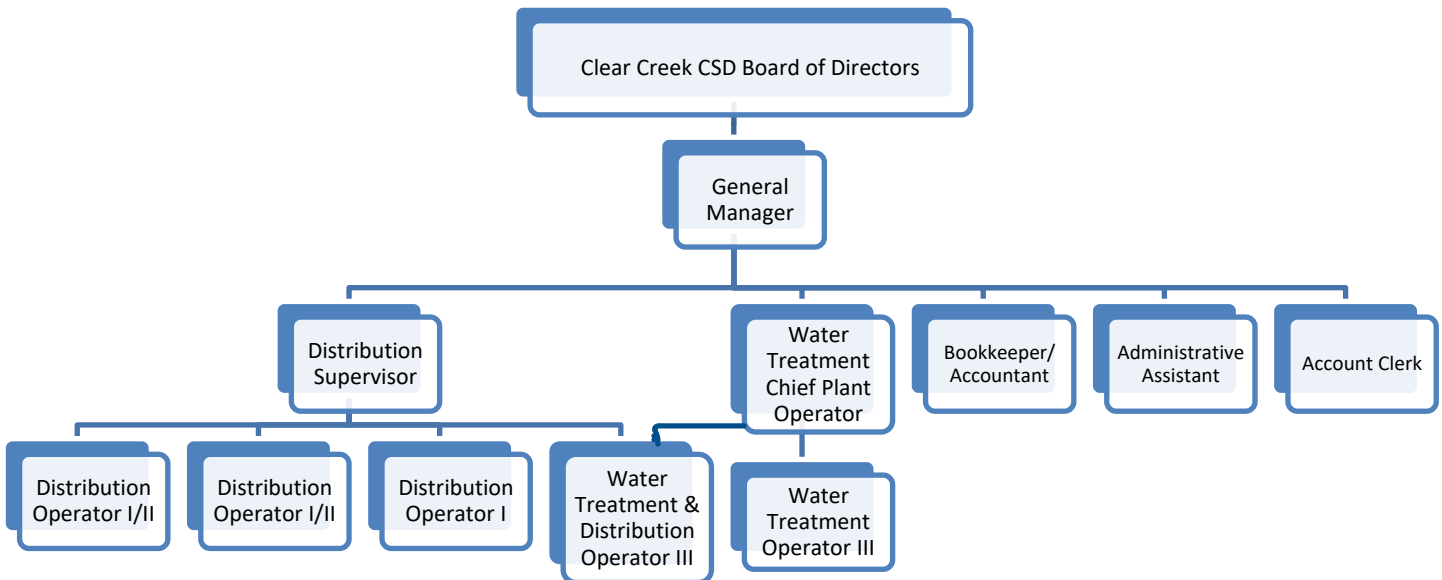 Clear Creek CSD Board of Directors
General
Manager
Distribution
Supervisor
Water
Treatment
Chief Plant
Operator
Bookkeeper/
Accountant
Administrative
Assistant
Account Clerk
Distribution
Operator I/II
Distribution
Operator I/II
Distribution
Operator I
Water
Treatment &
Distribution
Operator III
Water
Treatment
Operator III